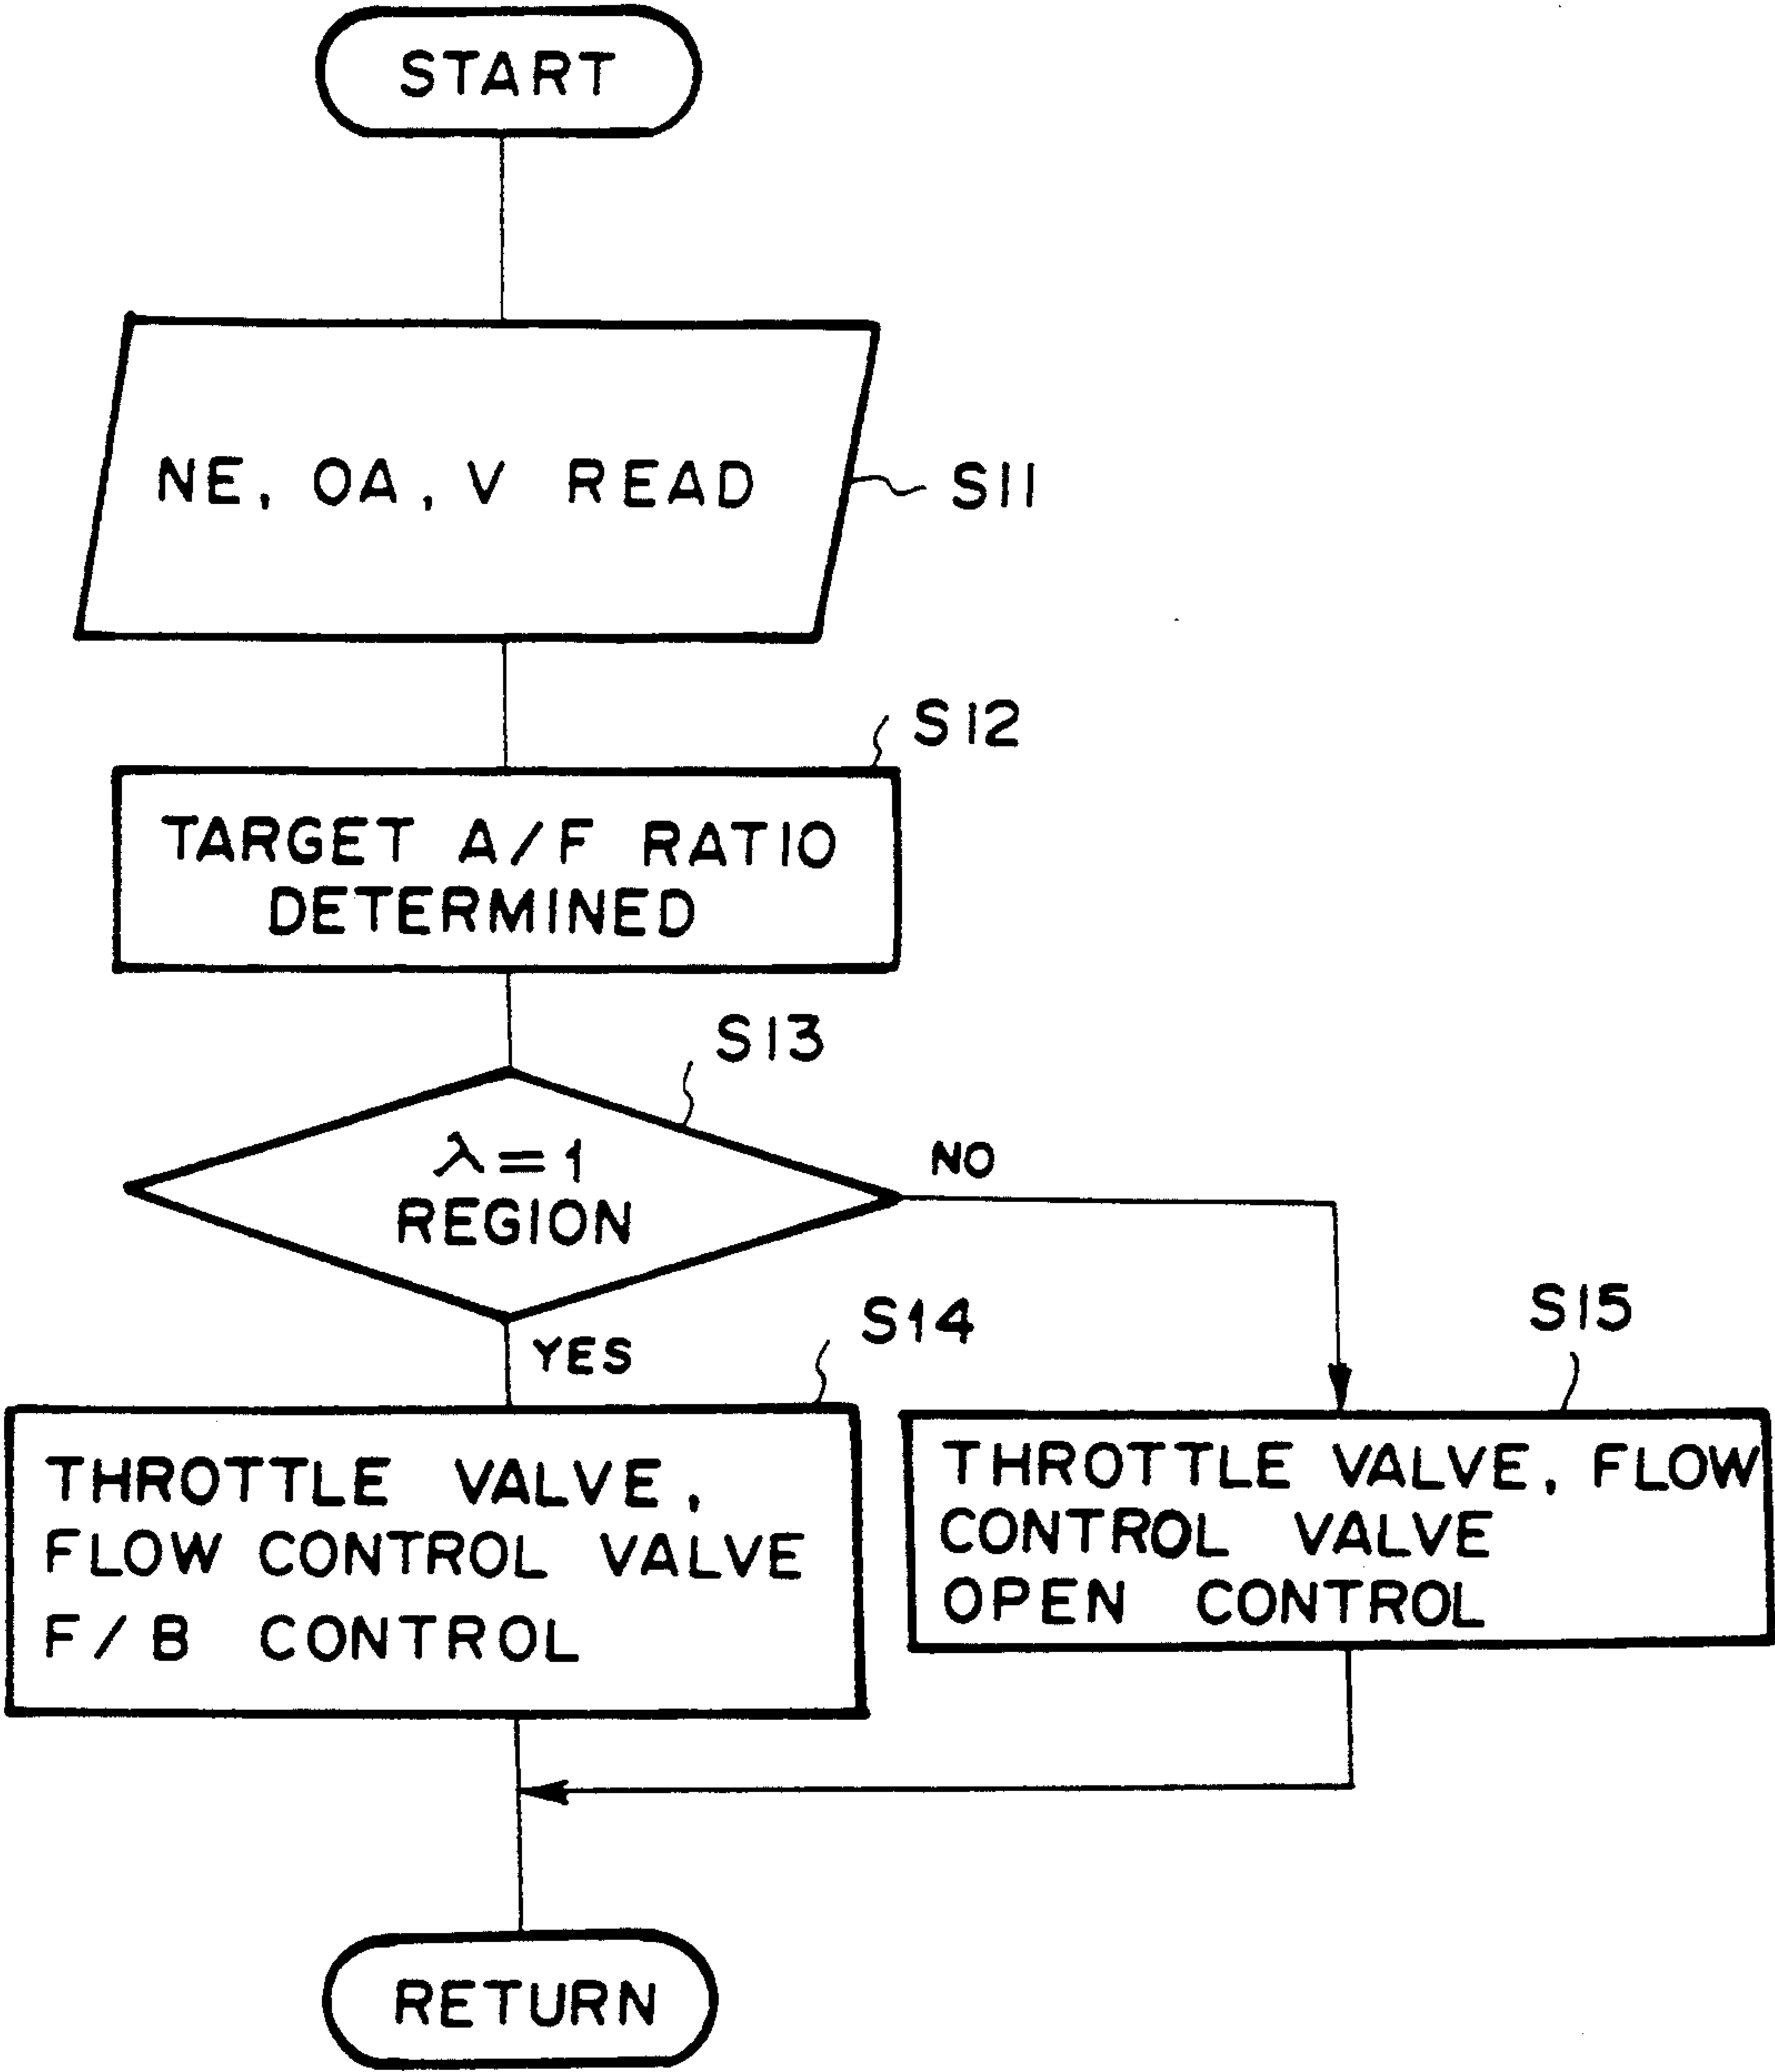 START
NE, OA, V READ
S11
S12
TARGET A/F RATIO
DETERMINED
S13
λ=1
REGION
NO
YES
S14
THROTTLE VALVE,
FLOW CONTROL VALVE
F/B CONTROL
S15
THROTTLE VALVE, FLOW
CONTROL VALVE
OPEN CONTROL
RETURN